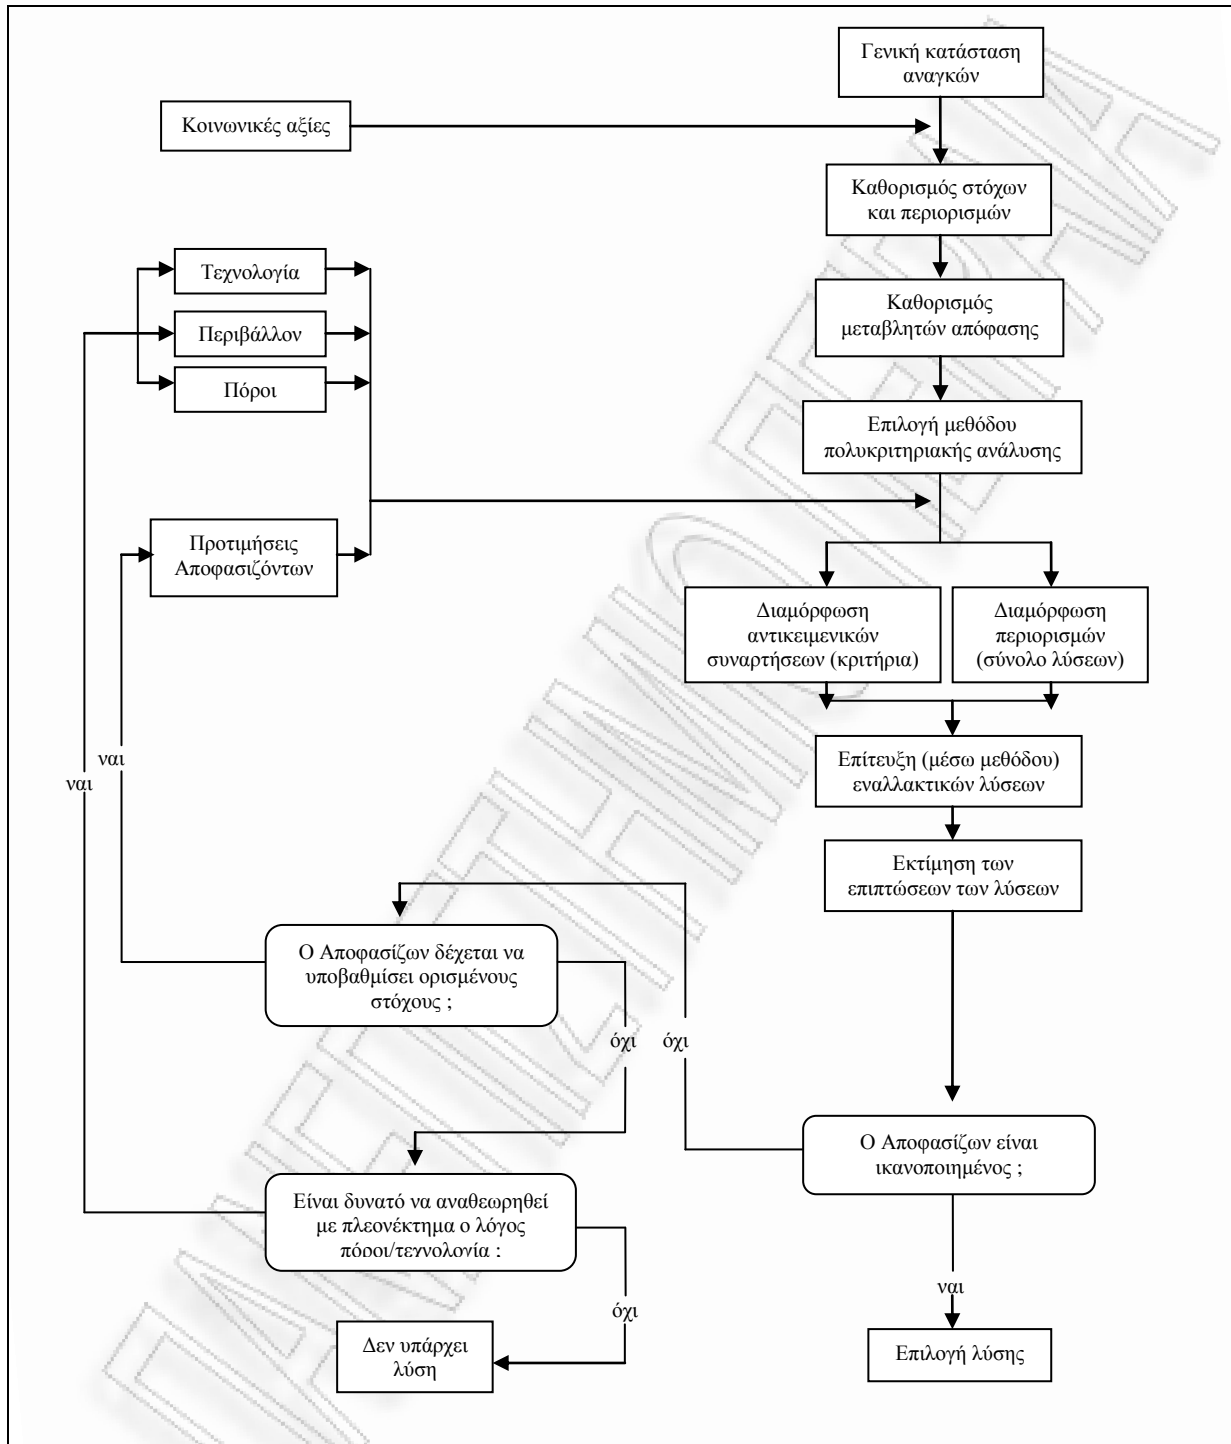 Γενική κατάσταση
αναγκών
Κοινωνικές αξίες
Καθορισμός στόχων
και περιορισμών
Τεχνολογία
Περιβάλλον
Πόροι
Καθορισμός
μεταβλητών απόφασης
Επιλογή μεθόδου
πολυκριτηριακής ανάλυσης
Προτιμήσεις
Αποφασιζόντων
Διαμόρφωση
αντικειμενικών
συναρτήσεων (κριτήρια)
Διαμόρφωση
περιορισμών
(σύνολο λύσεων)
Επίτευξη (μέσω μεθόδου)
εναλλακτικών λύσεων
ναι
ναι
Εκτίμηση των
επιπτώσεων των λύσεων
Ο Αποφασίζων δέχεται να
υποβαθμίσει ορισμένους
στόχους ;
όχι
όχι
Ο Αποφασίζων είναι
ικανοποιημένος ;
Είναι δυνατό να αναθεωρηθεί
με πλεονέκτημα ο λόγος
πόροι/τεχνολογία ;
ναι
όχι
Δεν υπάρχει
λύση
Επιλογή λύσης